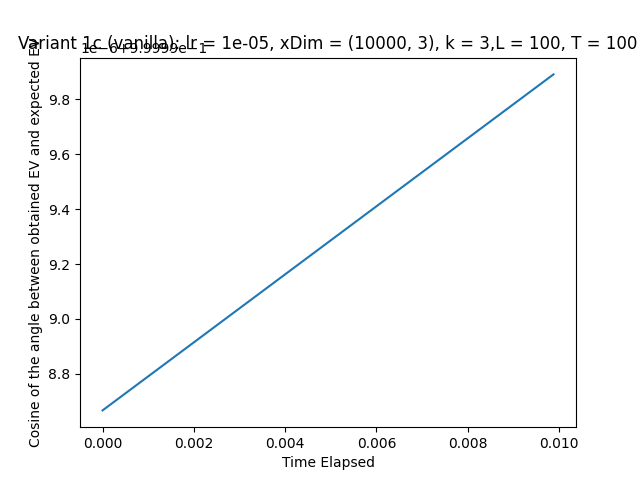 Variant 1c (vanilla): lr = 1e-05, xDim = (10000, 3), k = 3,L = 100, T = 100
1e−6+9.9999e−1
Cosine of the angle between obtained EV and expected EV
9.8
9.6
9.4
9.2
9.0
8.8
0.000 0.002 0.004 0.006 0.008 0.010
Time Elapsed